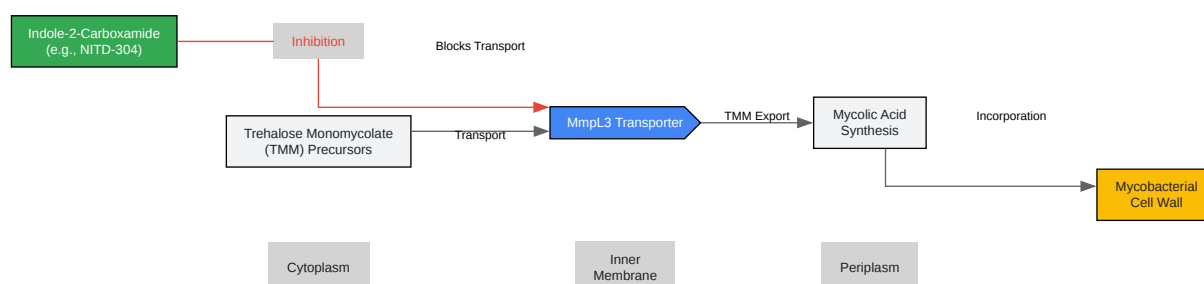 Indole-2-Carboxamide
(e.g., NITD-304)
Inhibition
Blocks Transport
Trehalose Monomycolate
(TMM) Precursors
Transport
MmpL3 Transporter
TMM Export
Mycolic Acid
Synthesis
Incorporation
Mycobacterial
Cell Wall
Cytoplasm
Inner
Membrane
Periplasm